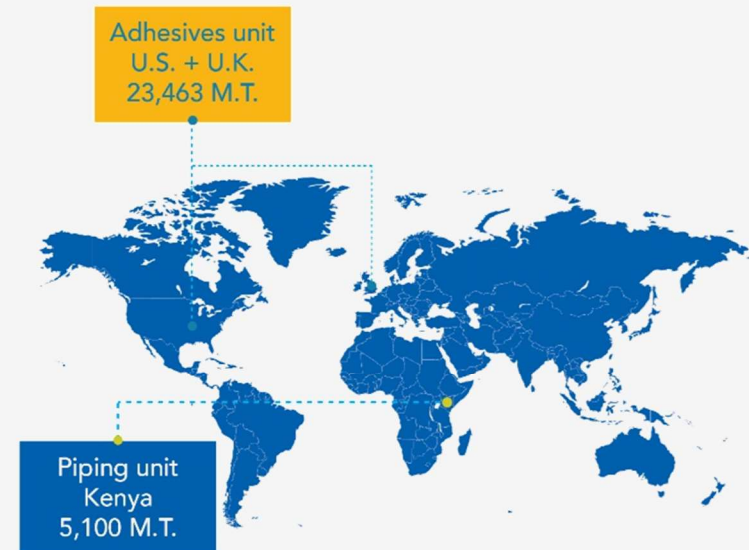 Adhesives unit
U.S. + U.K.
23,463 M.T.
Piping unit
Kenya
5,100 M.T.